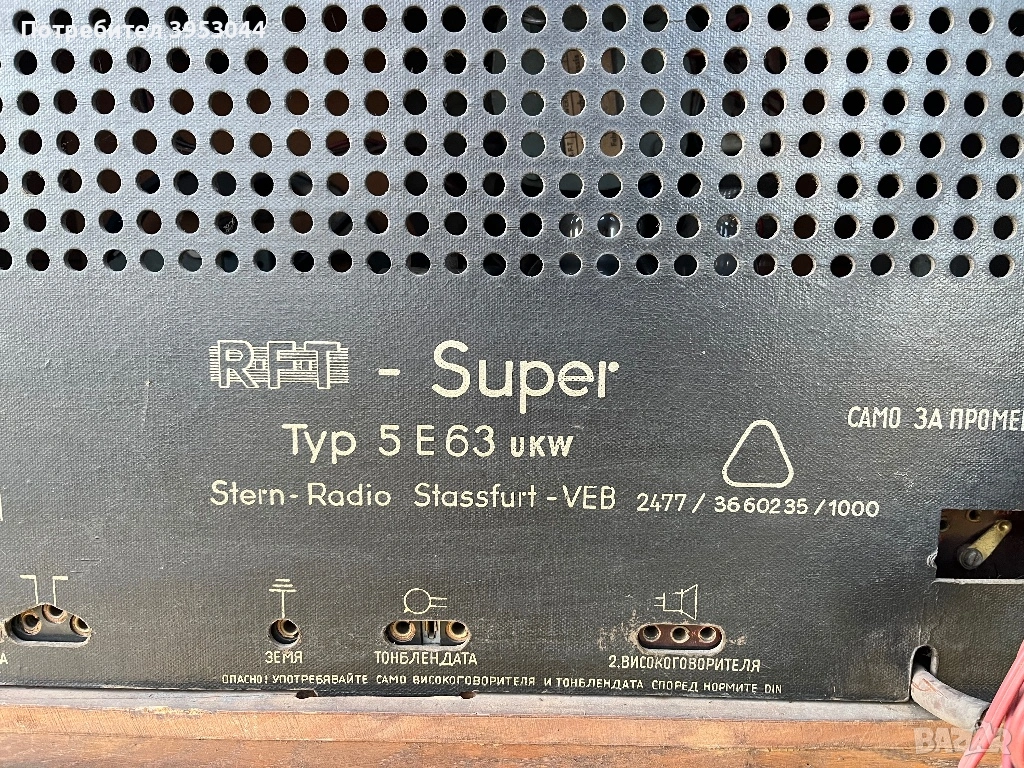 Потребител 3953044
R·F·T - Super
САМО ЗА ПРОМЕ
Typ 5 E 63 UKW
Stern-Radio Stassfurt-VEB 2477 / 3660235 / 1000
А ЗЕМЯ ТОНБЛЕНДАТА 2.ВИСОКОГОВОРИТЕЛЯ
ОПАСНО! УПОТРЕБЯВАЙТЕ САМО ВИСОКОГОВОРИТЕЛЯ И ТОНБЛЕНДАТА СПОРЕД НОРМИТЕ DIN
BAZAR